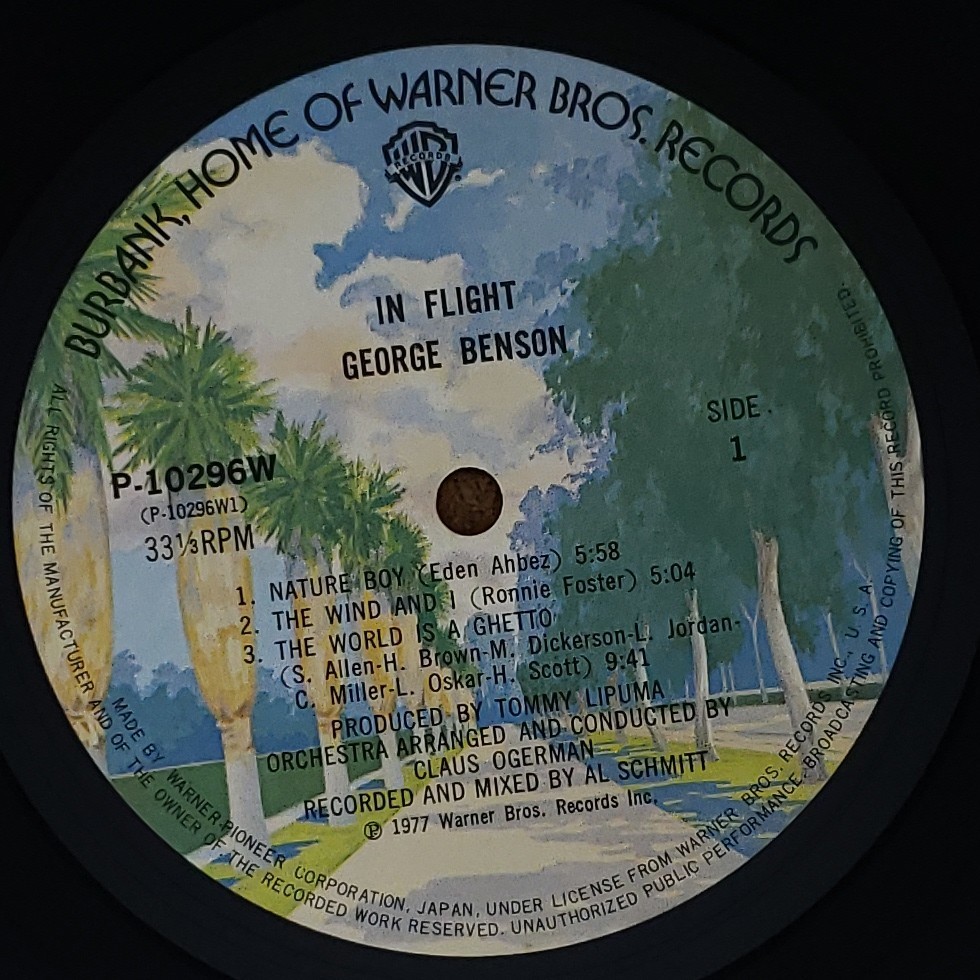 BURBANK, HOME OF WARNER BROS. RECORDS
RECORDS
IN FLIGHT
GEORGE BENSON
SIDE
1
P-10296W
(P-10296W1)
33⅓RPM
1. NATURE BOY (Eden Ahbez) 5:58
2. THE WIND AND I (Ronnie Foster) 5:04
3. THE WORLD IS A GHETTO
(S. Allen-H. Brown-M. Dickerson-L. Jordan-
C. Miller-L. Oskar-H. Scott) 9:41
PRODUCED BY TOMMY LIPUMA
ORCHESTRA ARRANGED AND CONDUCTED BY
CLAUS OGERMAN
RECORDED AND MIXED BY AL SCHMITT
℗ 1977 Warner Bros. Records Inc.
MADE BY WARNER-PIONEER CORPORATION, JAPAN, UNDER LICENSE FROM WARNER BROS. RECORDS INC., U.S.A.
ALL RIGHTS OF THE MANUFACTURER AND OF THE OWNER OF THE RECORDED WORK RESERVED. UNAUTHORIZED PUBLIC PERFORMANCE, BROADCASTING AND COPYING OF THIS RECORD PROHIBITED.